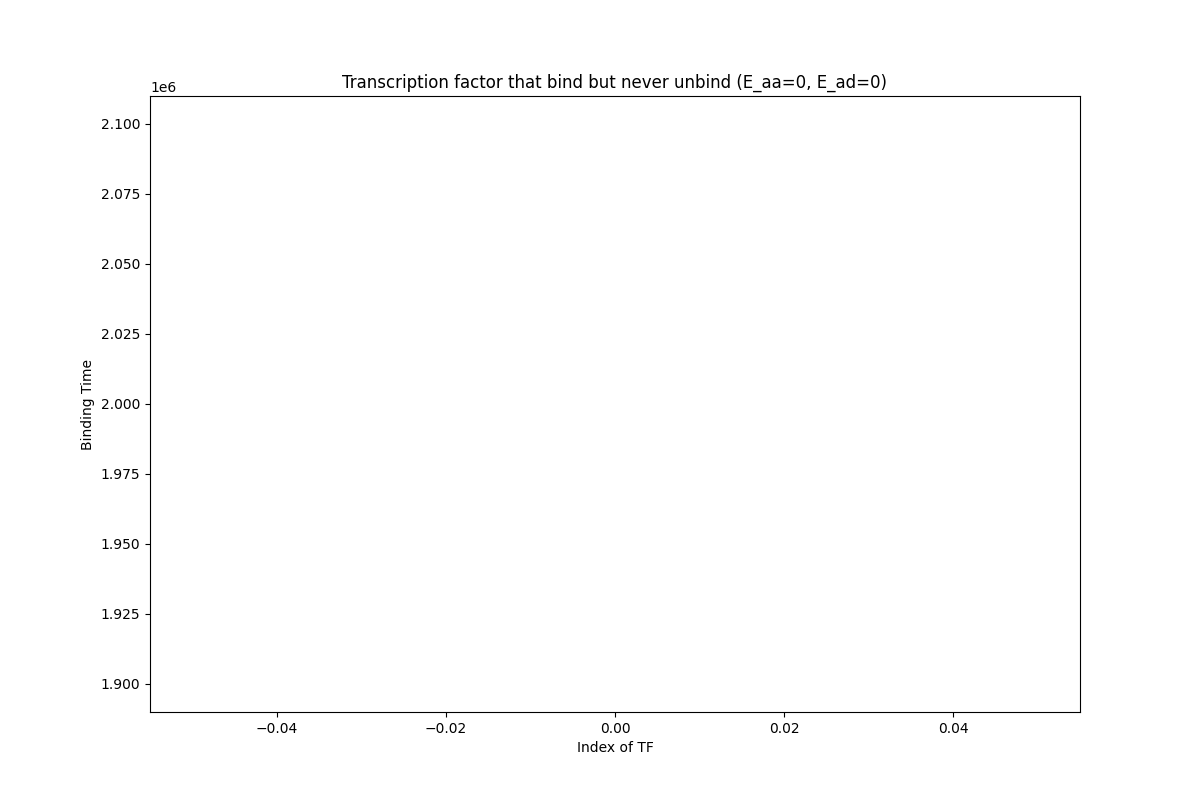 Transcription factor that bind but never unbind (E_aa=0, E_ad=0)
1e6
2.100
2.075
2.050
2.025
2.000
1.975
1.950
1.925
1.900
Binding Time
−0.04 −0.02 0.00 0.02 0.04
Index of TF